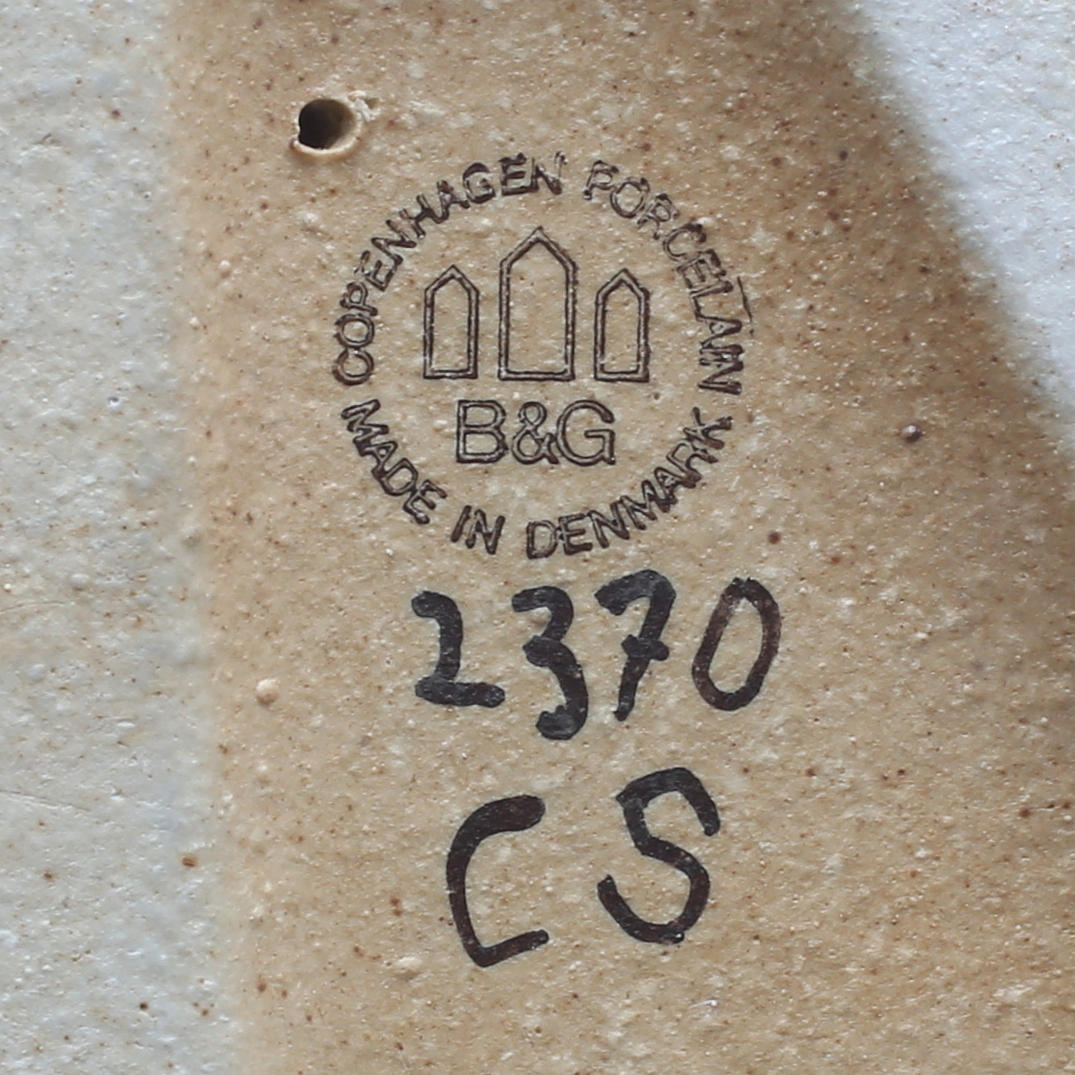 COPENHAGEN PORCELAIN
B&G
MADE IN DENMARK
2370
CS